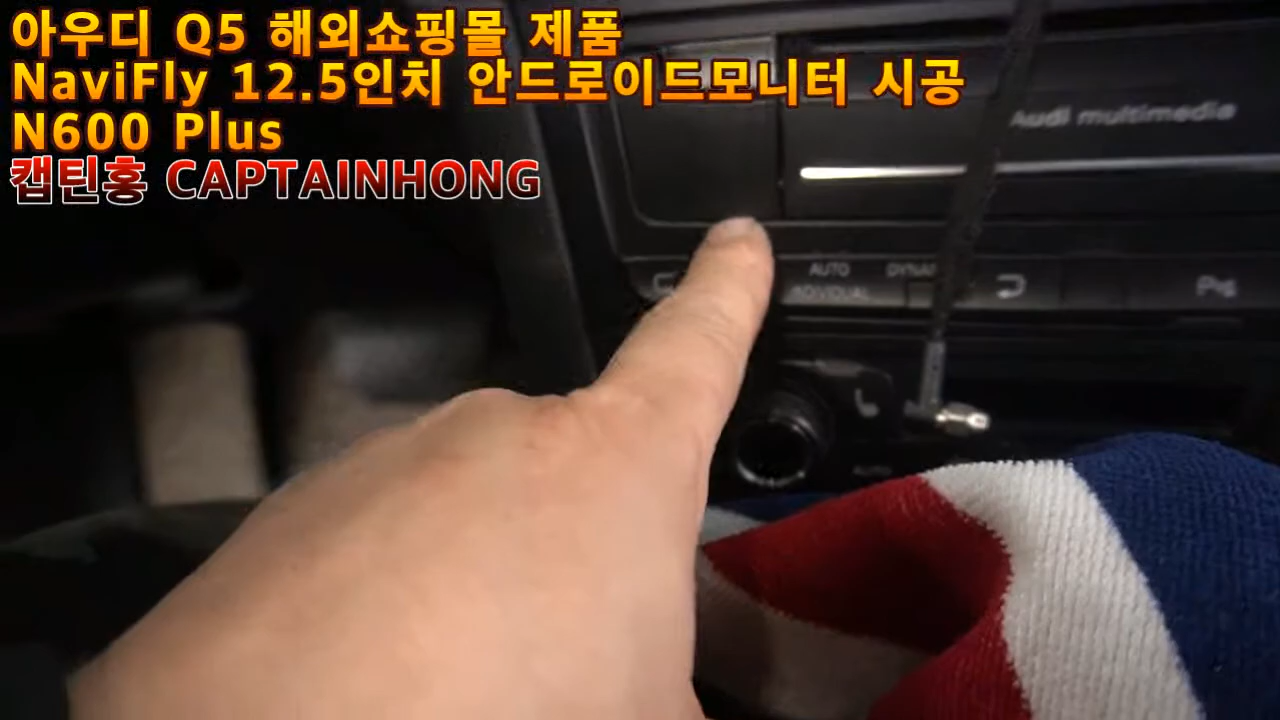 아우디 Q5 해외쇼핑몰 제품
NaviFly 12.5인치 안드로이드모니터 시공
N600 Plus
캡틴홍 CAPTAINHONG
Audi multimedia
AUTO